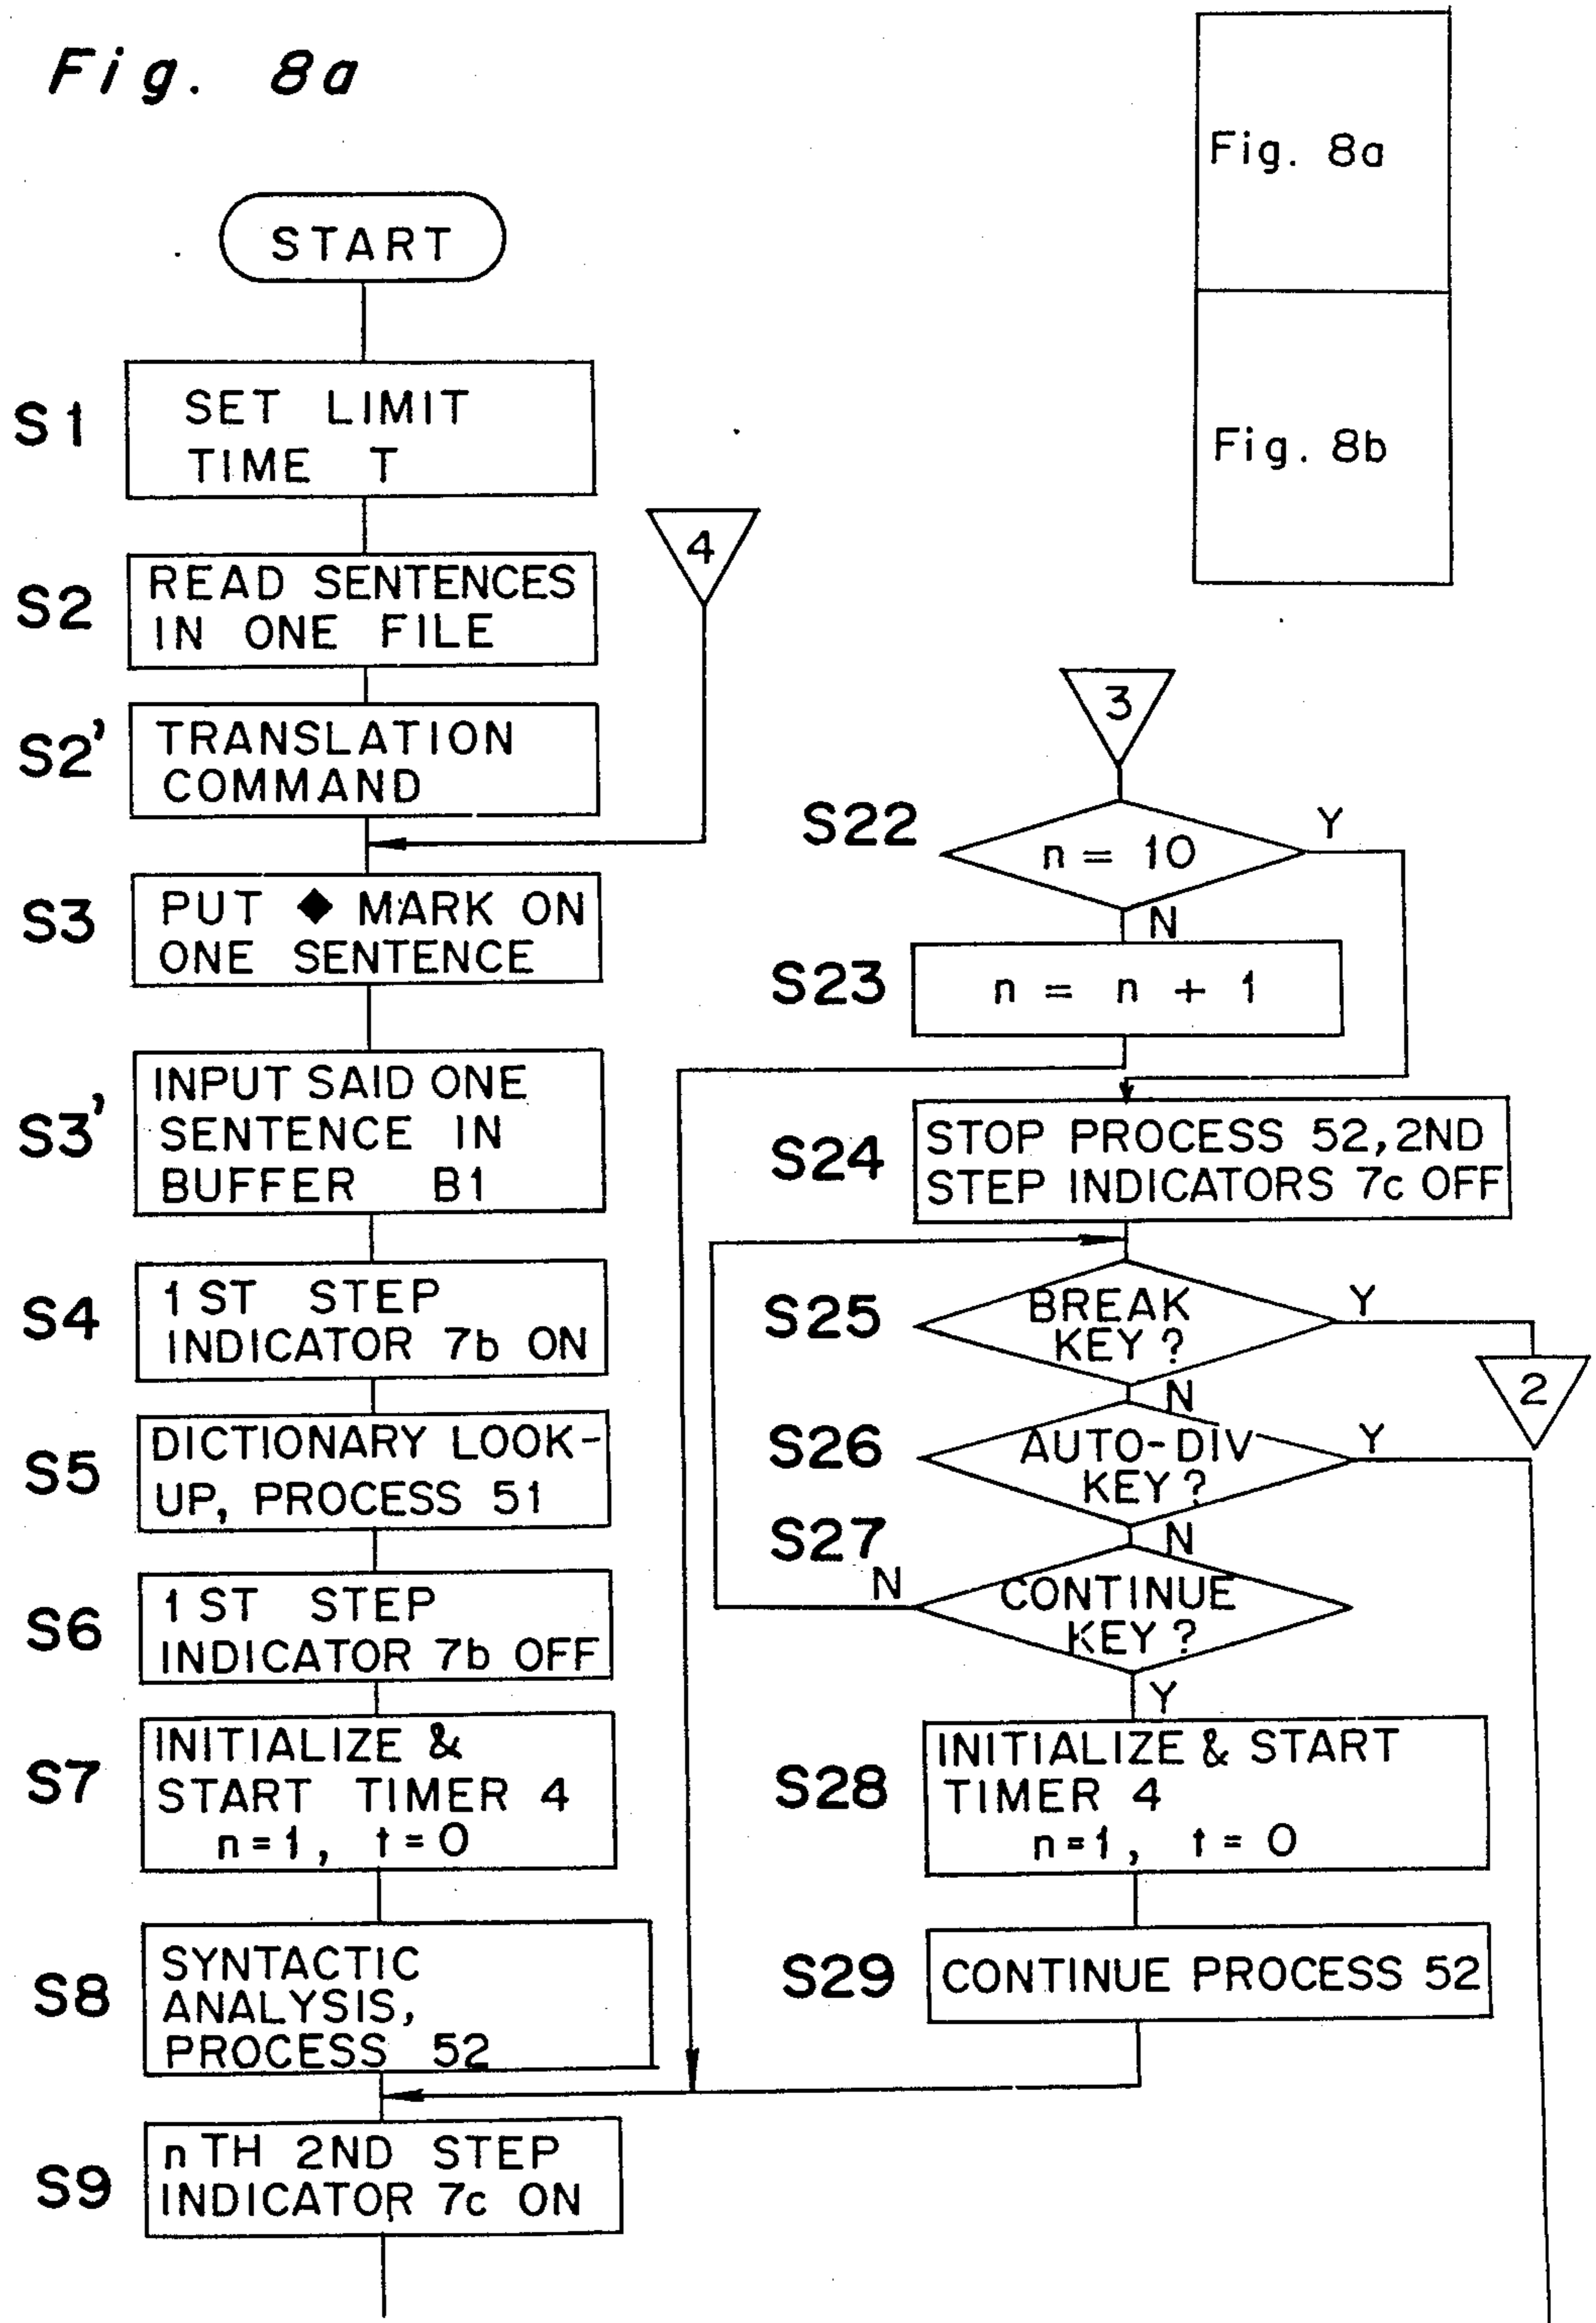 Fig. 8a
Fig. 8a
Fig. 8b
START
S1
SET LIMIT
TIME T
S2
READ SENTENCES
IN ONE FILE
S2'
TRANSLATION
COMMAND
4
S3
PUT ◆ MARK ON
ONE SENTENCE
S3'
INPUT SAID ONE
SENTENCE IN
BUFFER B1
S4
1ST STEP
INDICATOR 7b ON
S5
DICTIONARY LOOK-
UP, PROCESS 51
S6
1ST STEP
INDICATOR 7b OFF
S7
INITIALIZE &
START TIMER 4
n=1, t=0
S8
SYNTACTIC
ANALYSIS,
PROCESS 52
S9
nTH 2ND STEP
INDICATOR 7c ON
3
S22
n = 10
Y
N
S23
n = n + 1
S24
STOP PROCESS 52, 2ND
STEP INDICATORS 7c OFF
S25
BREAK
KEY?
Y
2
N
S26
AUTO-DIV
KEY?
Y
N
S27
N
CONTINUE
KEY?
Y
S28
INITIALIZE & START
TIMER 4
n=1, t=0
S29
CONTINUE PROCESS 52